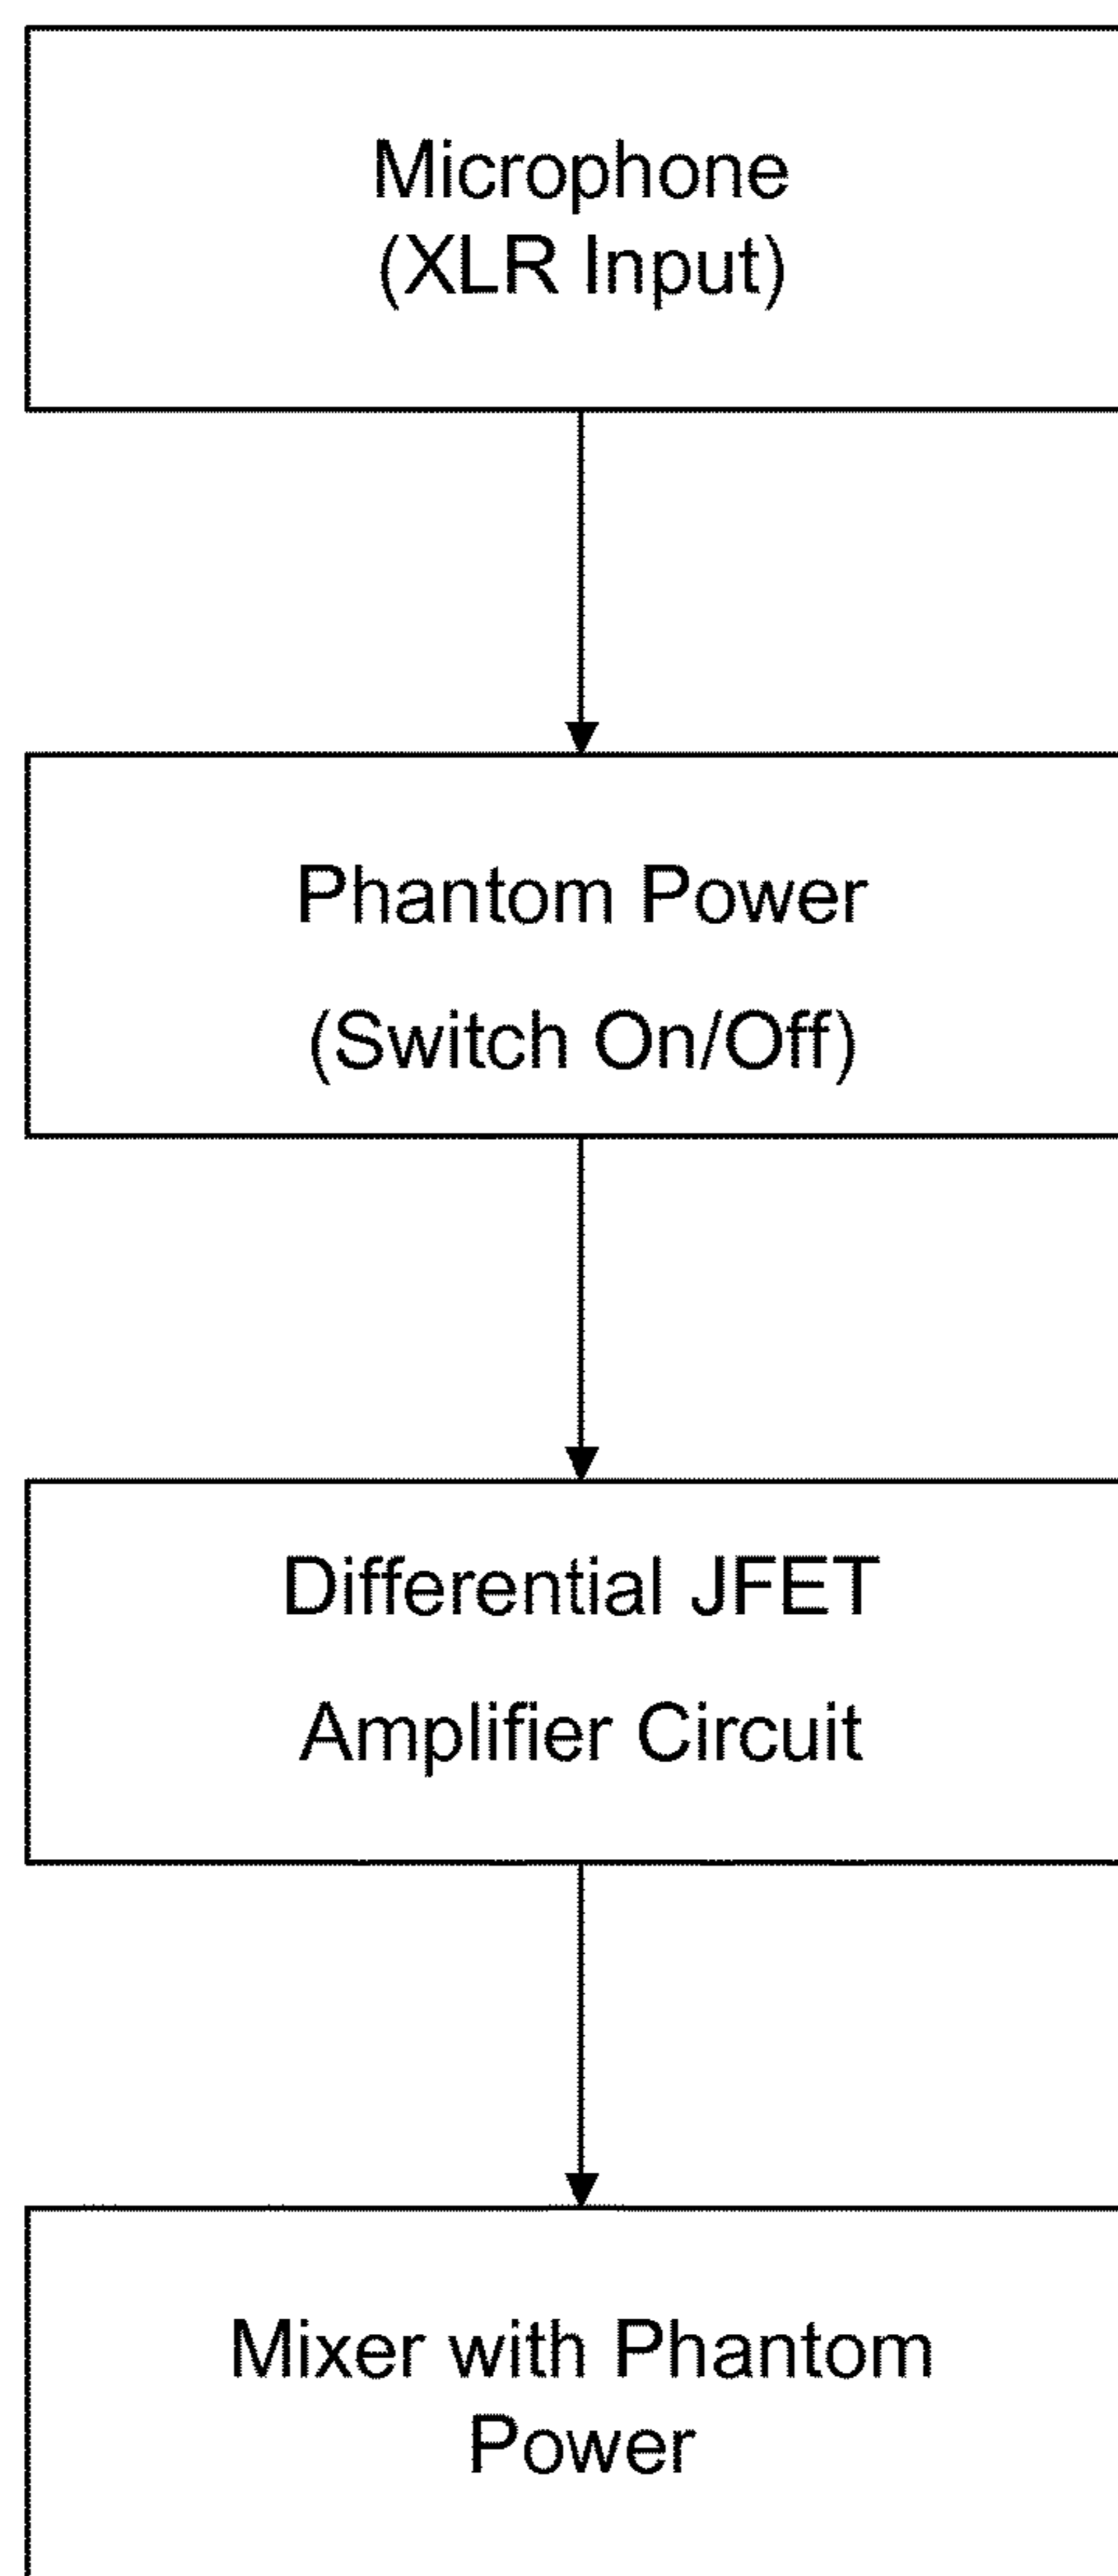 Microphone
(XLR Input)
Phantom Power
(Switch On/Off)
Differential JFET
Amplifier Circuit
Mixer with Phantom
Power